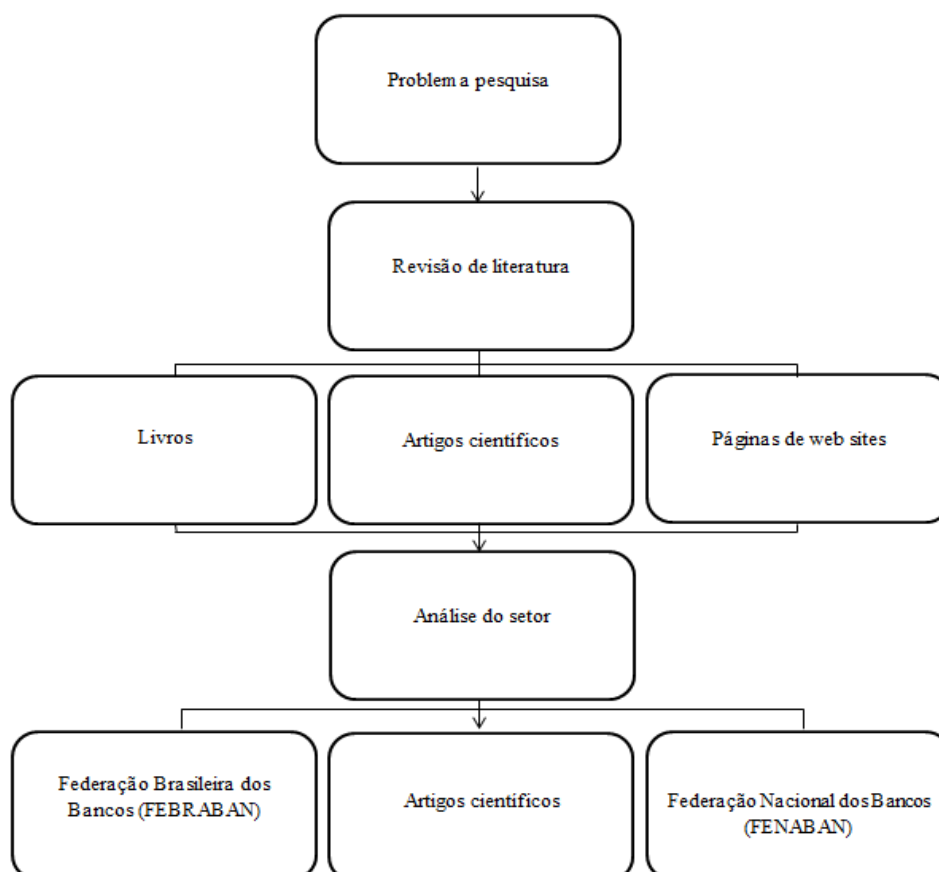 Problema pesquisa
Revisão de literatura
Livros
Artigos científicos
Páginas de web sites
Análise do setor
Federação Brasileira dos
Bancos (FEBRABAN)
Artigos científicos
Federação Nacional dos Bancos
(FENABAN)